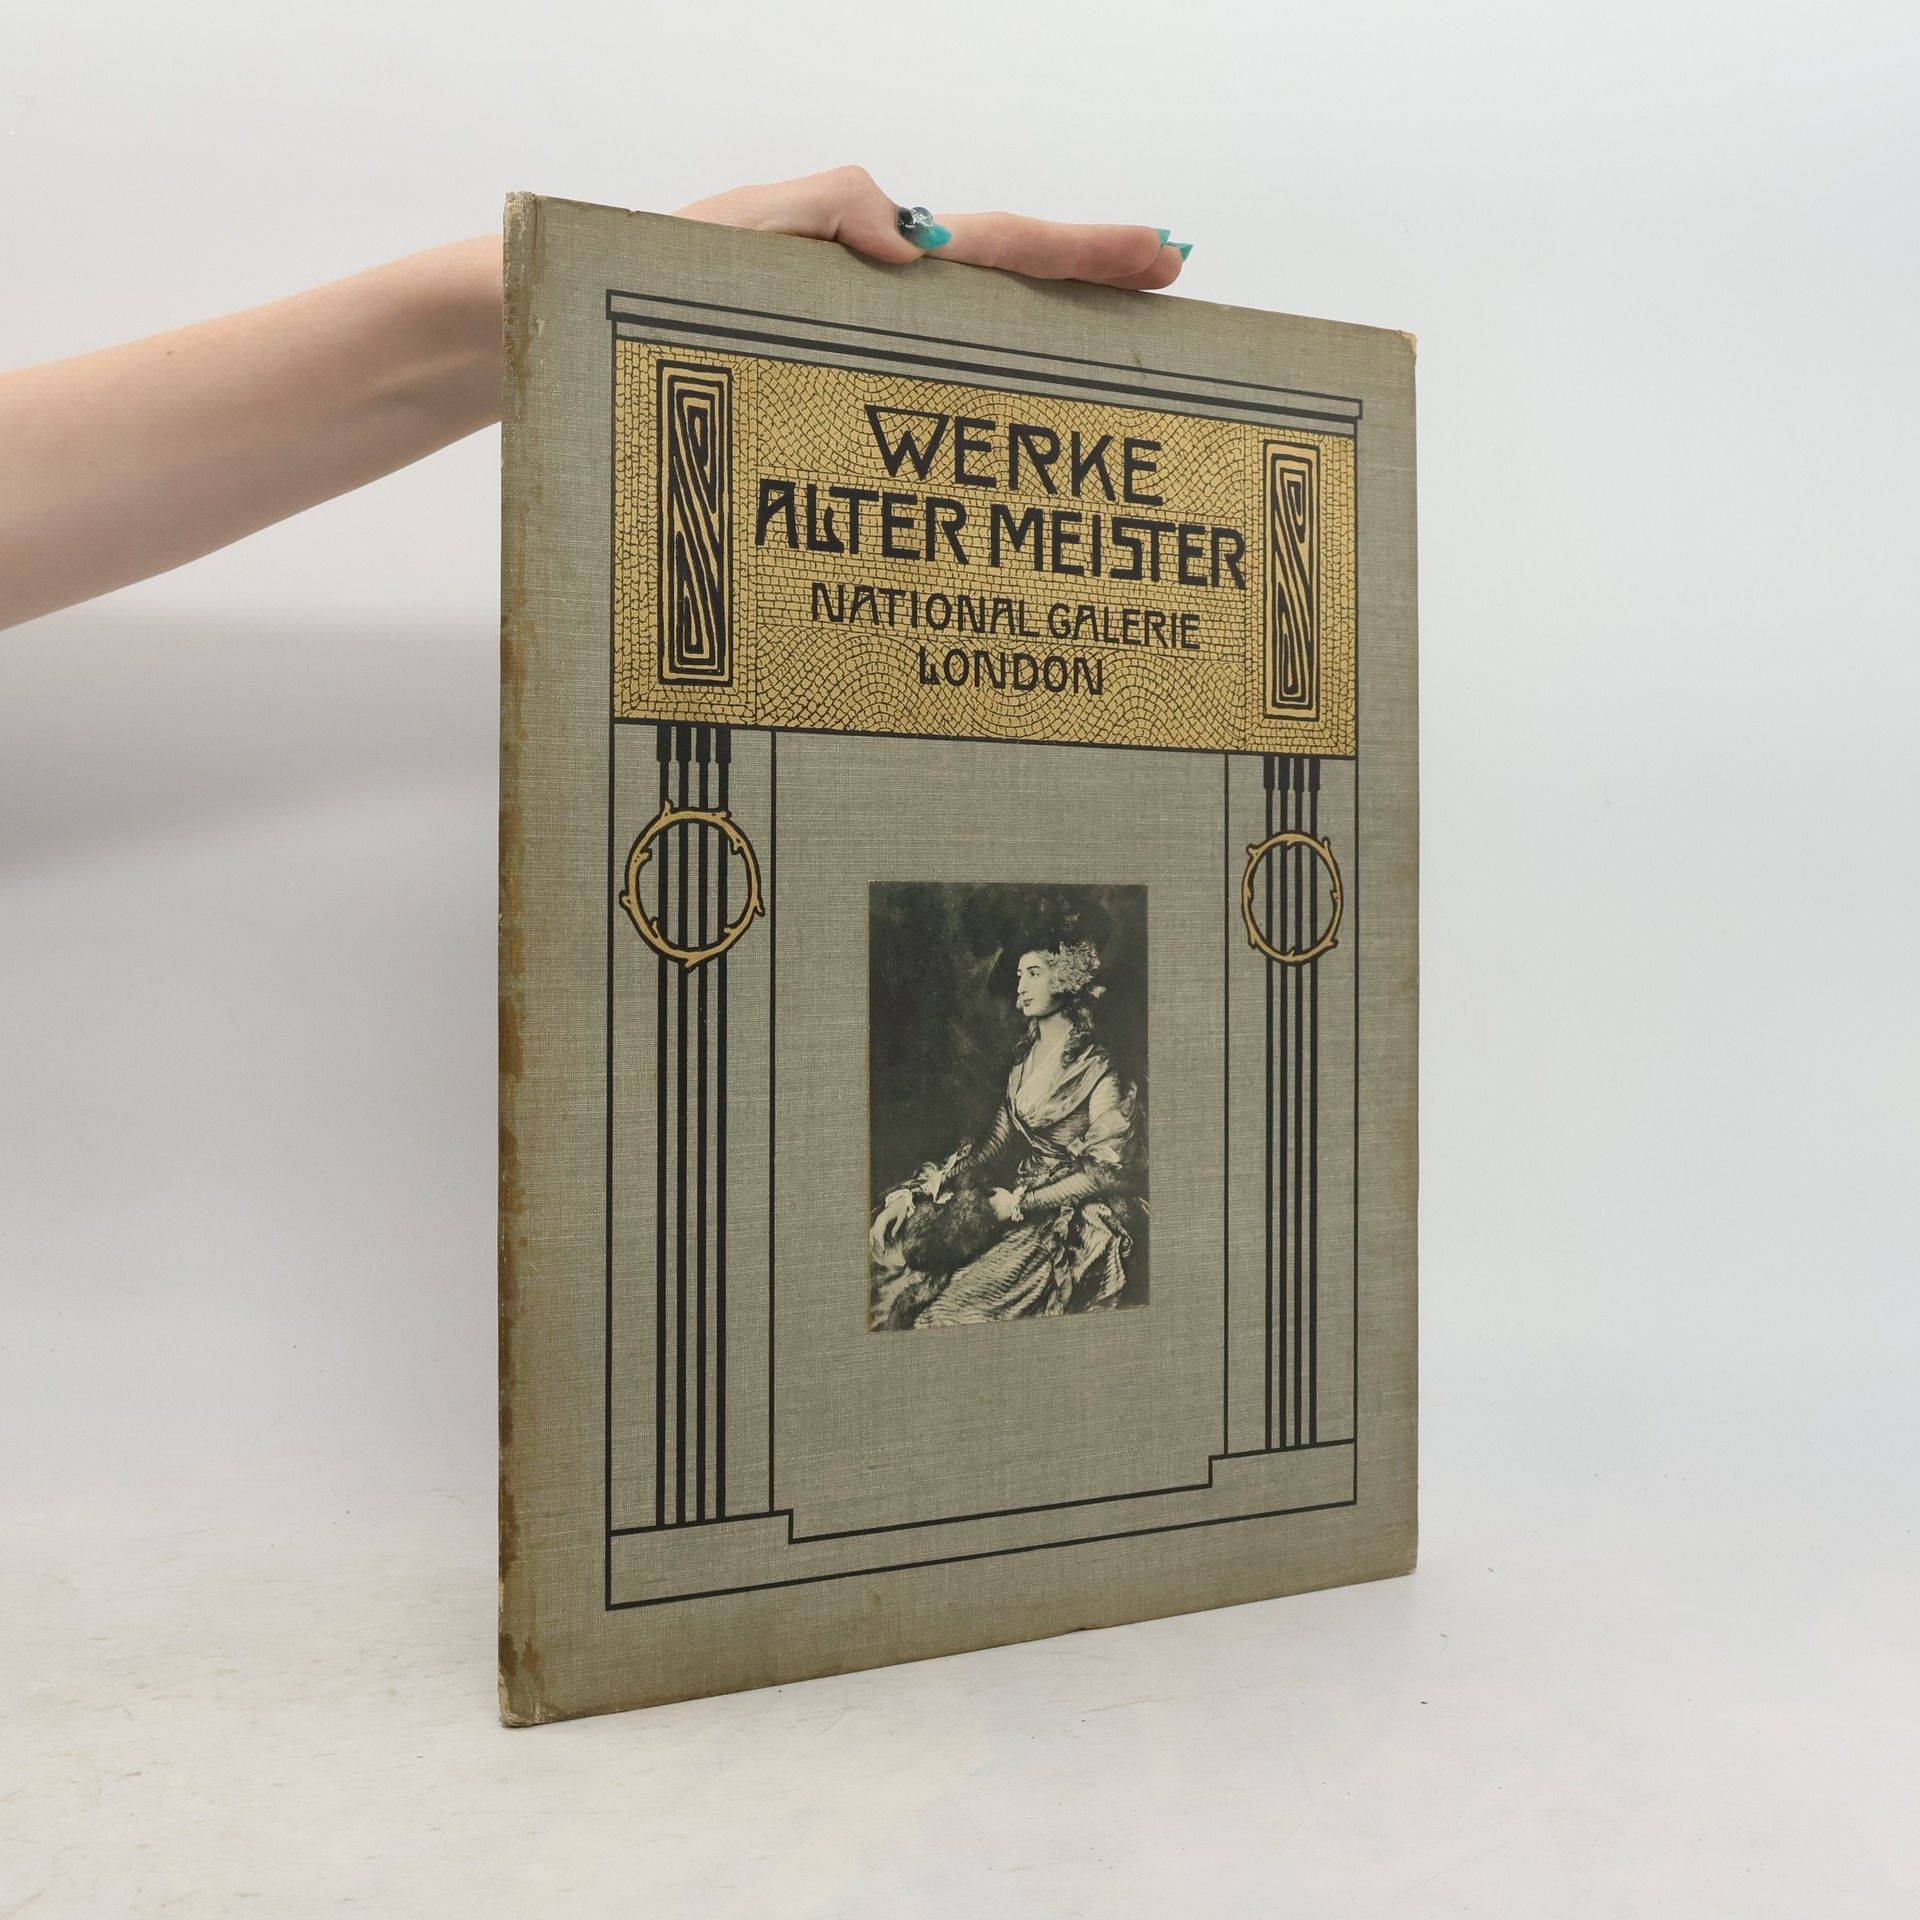 WERKE
ALTER MEISTER
NATIONAL GALERIE
LONDON